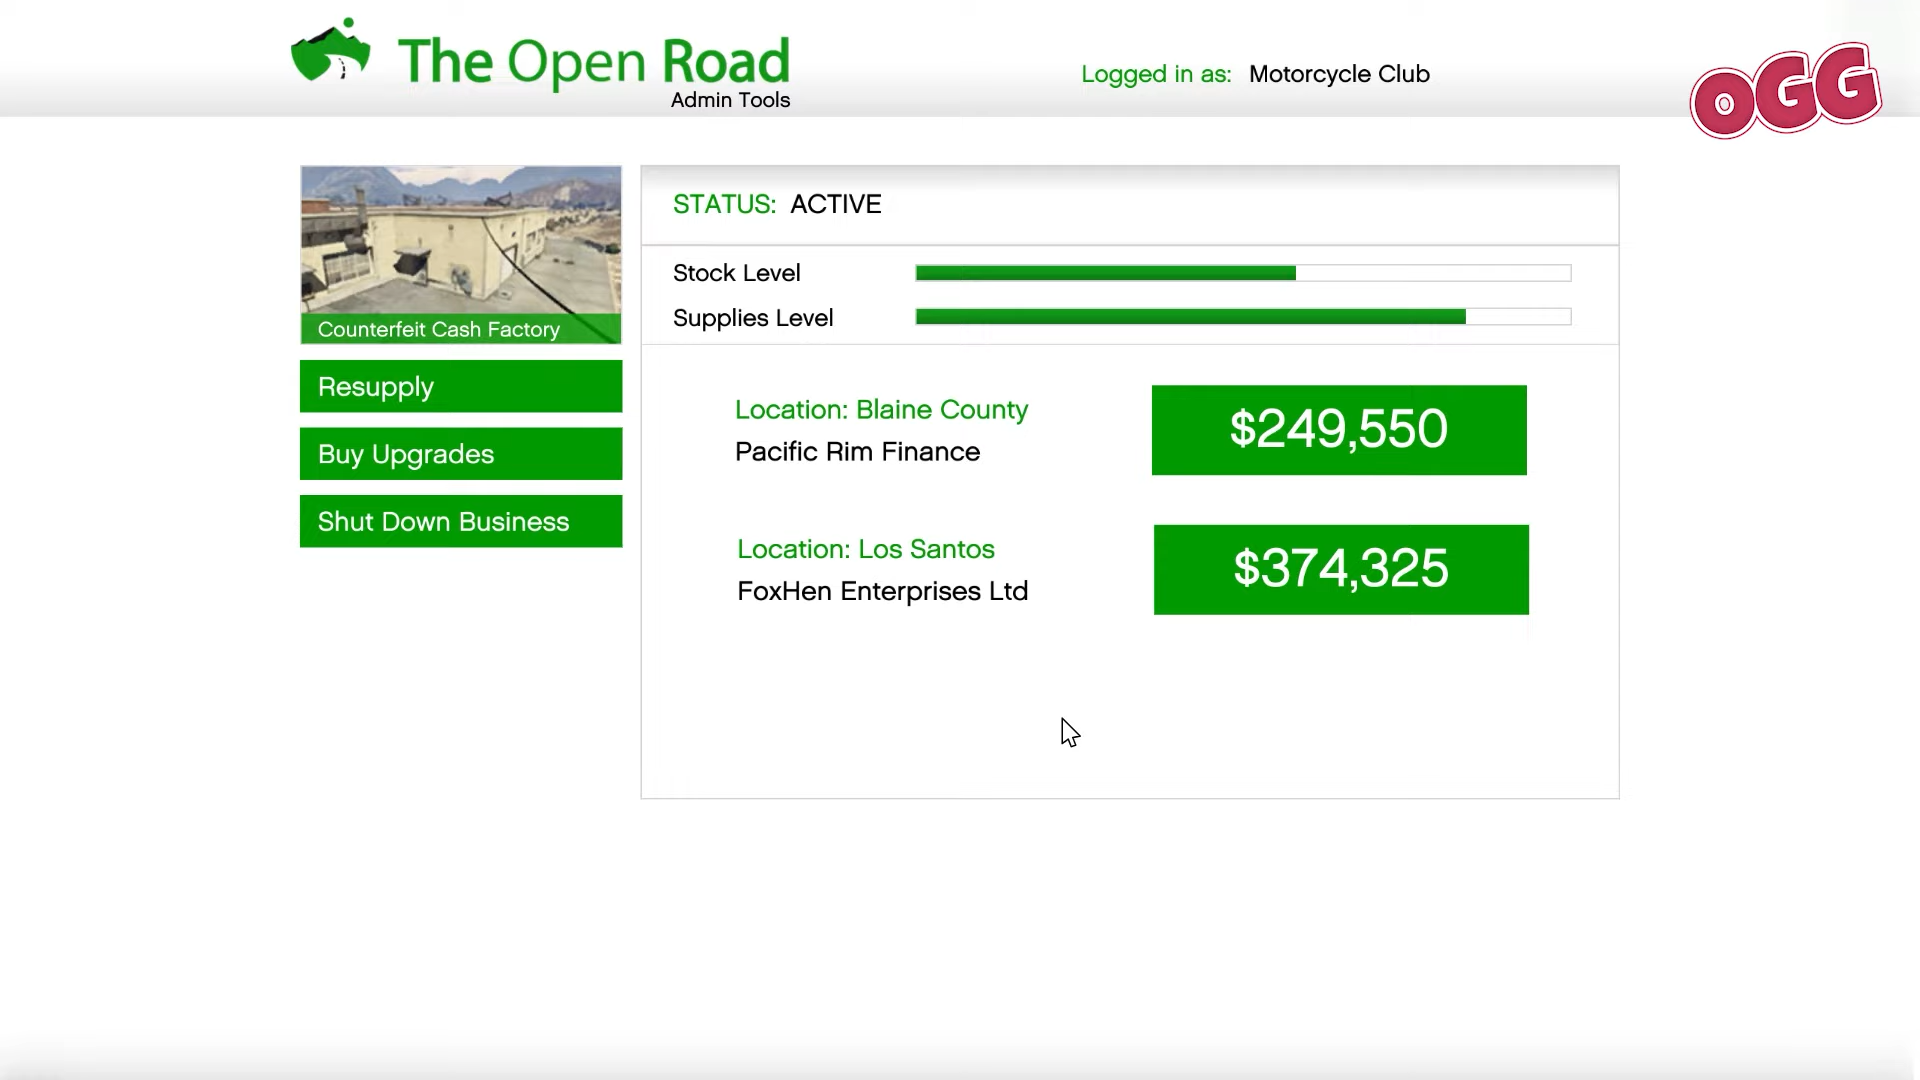 The Open Road
Admin Tools
Logged in as: Motorcycle Club
OGG
Counterfeit Cash Factory
Resupply
Buy Upgrades
Shut Down Business
STATUS: ACTIVE
Stock Level
Supplies Level
Location: Blaine County
Pacific Rim Finance
$249,550
Location: Los Santos
FoxHen Enterprises Ltd
$374,325